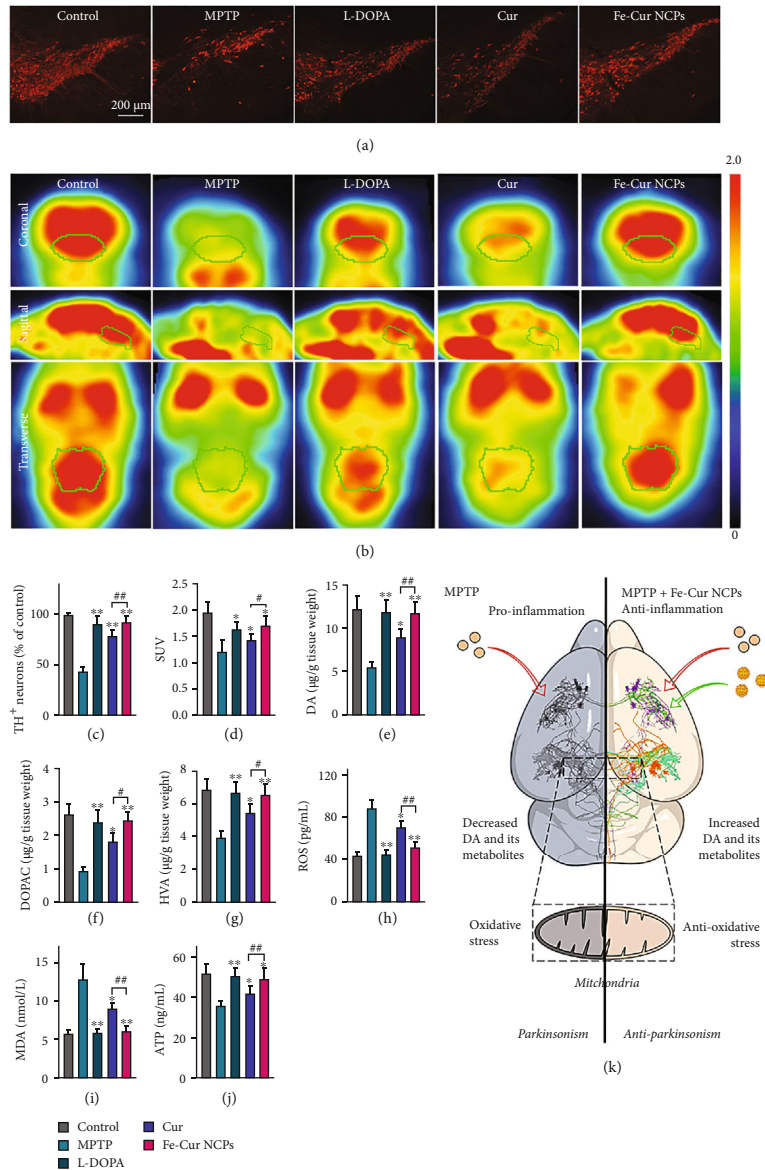 Control MPTP L-DOPA Cur Fe-Cur NCPs
200 μm
(a)
2.0
Control MPTP L-DOPA Cur Fe-Cur NCPs
Coronal
Sagittal
Transverse
0
(b)
TH+ neurons (% of control)
100
50
0
** ** ## **
(c)
SUV
2.5
2.0
1.5
1.0
0.5
0.0
* * # *
(d)
DA (μg/g tissue weight)
15
10
5
0
** * ## **
(e)
DOPAC (μg/g tissue weight)
4
3
2
1
0
** * # **
(f)
HVA (μg/g tissue weight)
8
6
4
2
0
** * # **
(g)
ROS (pg/mL)
120
80
40
0
** * ## **
(h)
MDA (nmol/L)
15
10
5
0
** * ## **
(i)
ATP (ng/mL)
60
40
20
0
** * ## *
(j)
MPTP
Pro-inflammation
MPTP + Fe-Cur NCPs
Anti-inflammation
Decreased
DA and its
metabolites
Increased
DA and its
metabolites
Oxidative
stress
Anti-oxidative
stress
Mitchondria
Parkinsonism
Anti-parkinsonism
(k)
Control
MPTP
L-DOPA
Cur
Fe-Cur NCPs